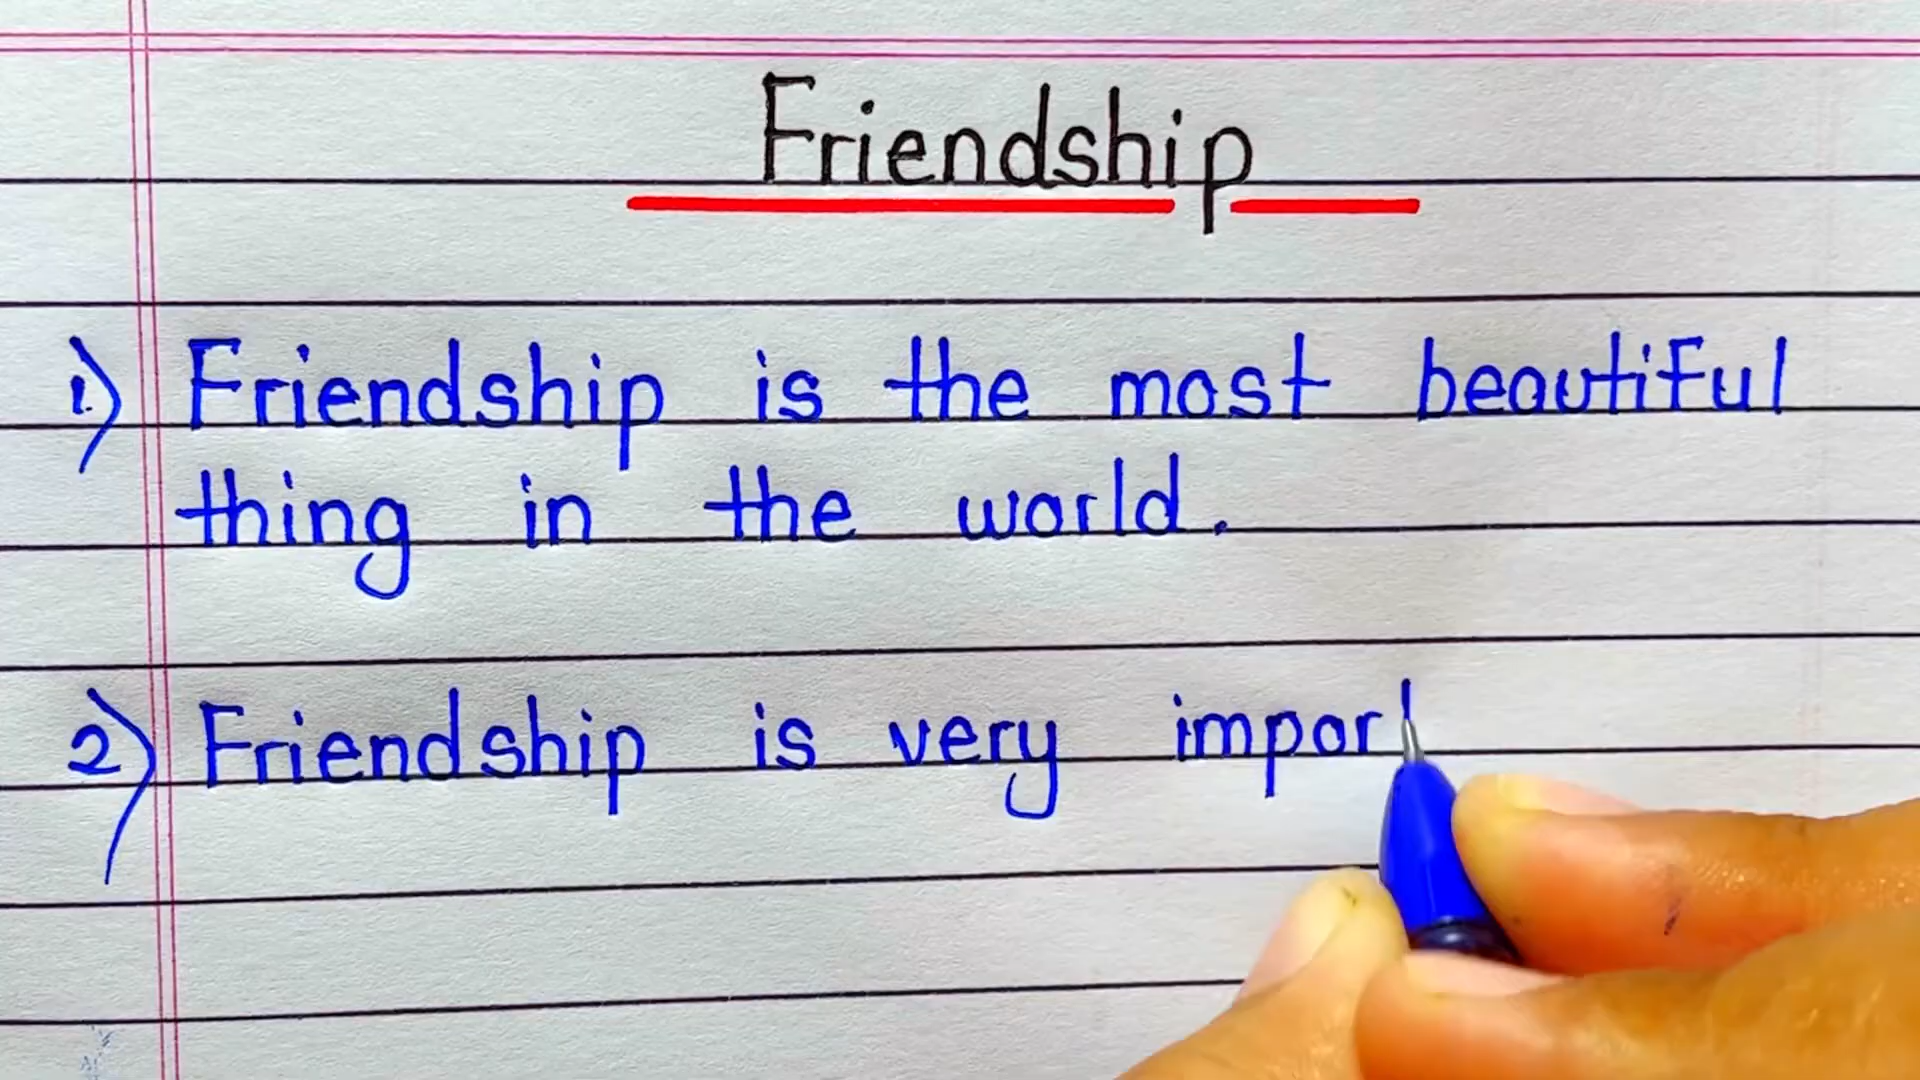 Friendship
1) Friendship is the most beautiful
thing in the world.
2) Friendship is very impor